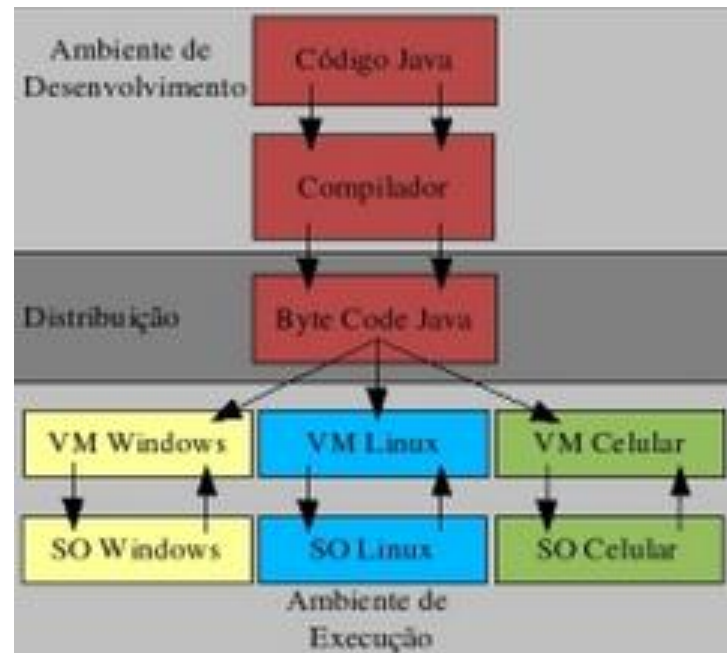 Ambiente de
Desenvolvimento
Código Java
Compilador
Distribuição
Byte Code Java
VM Windows
VM Linux
VM Celular
SO Windows
SO Linux
SO Celular
Ambiente de
Execução